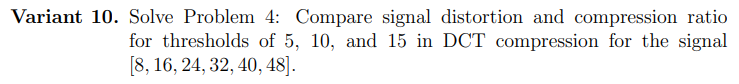 Variant 10. Solve Problem 4: Compare signal distortion and compression ratio
for thresholds of 5, 10, and 15 in DCT compression for the signal
[8, 16, 24, 32, 40, 48].